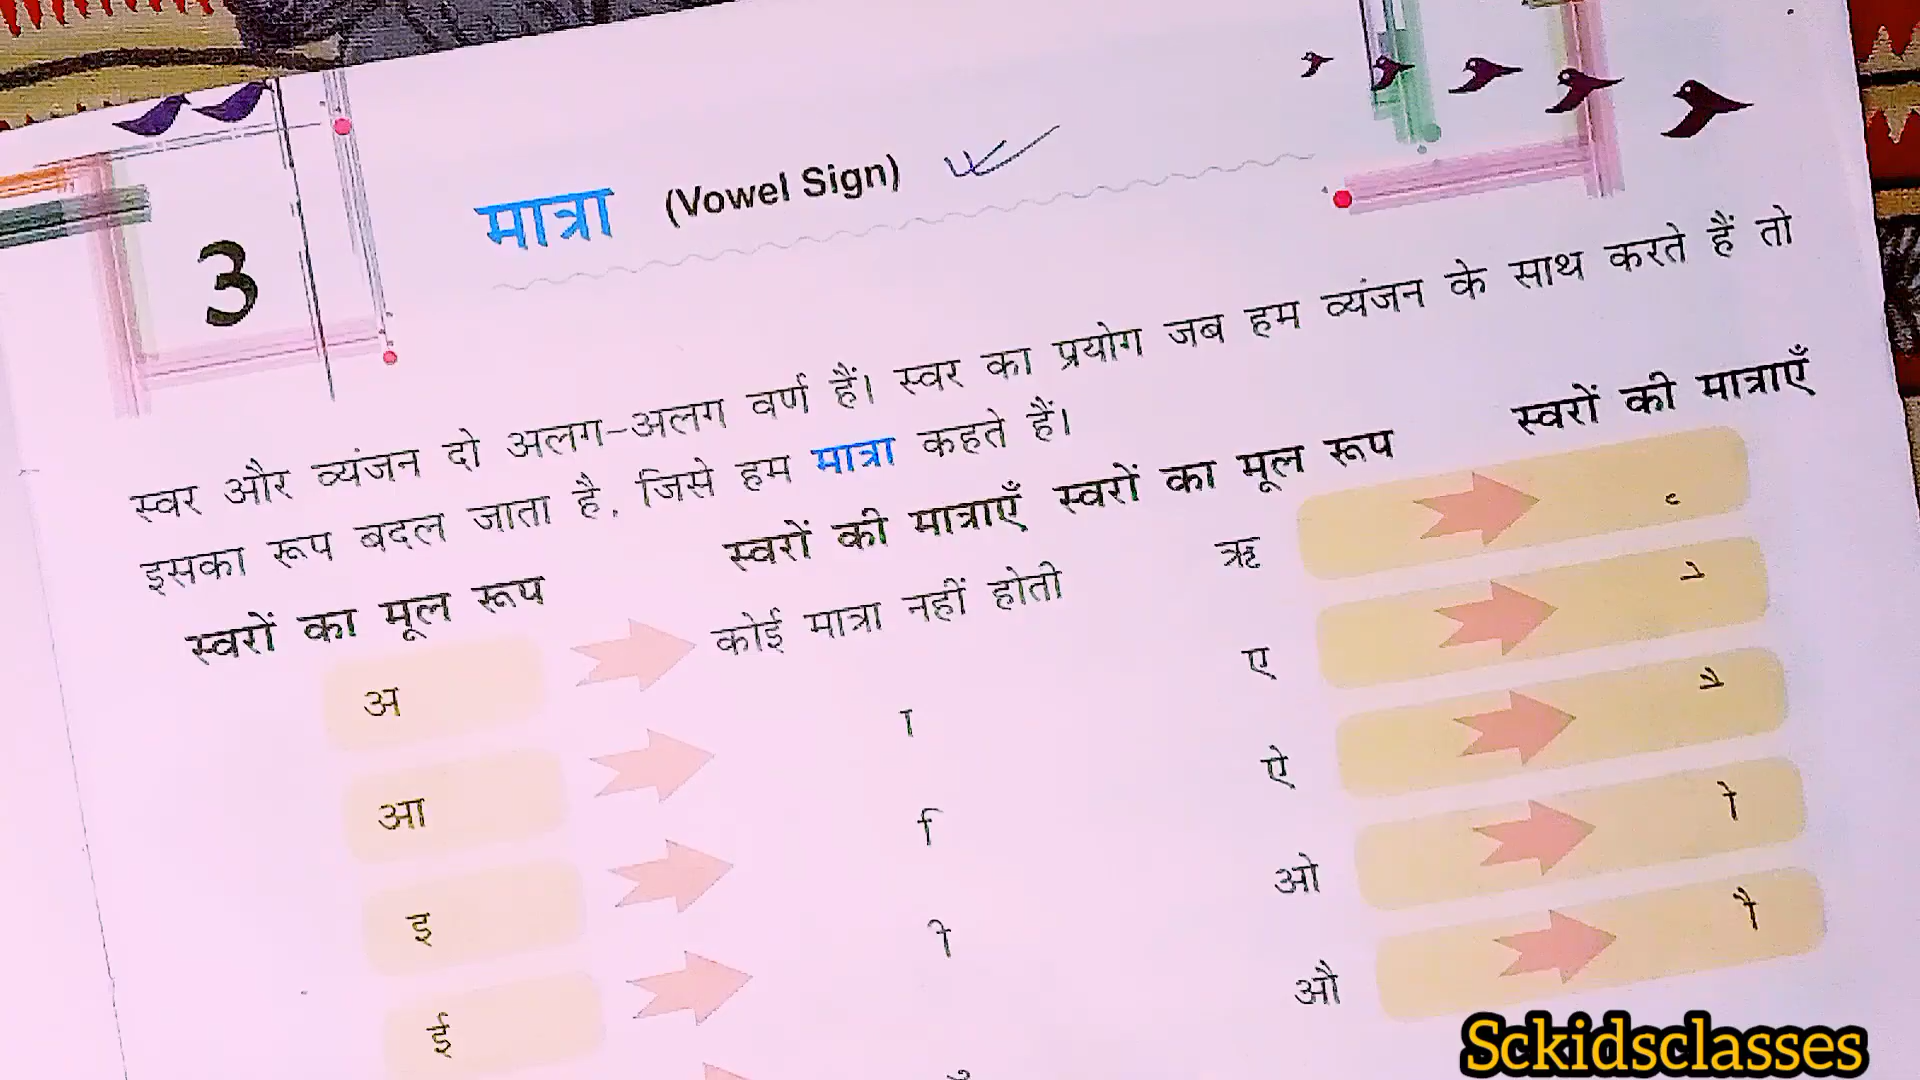 3
मात्रा (Vowel Sign)
स्वर और व्यंजन दो अलग-अलग वर्ण हैं। स्वर का प्रयोग जब हम व्यंजन के साथ करते हैं तो
इसका रूप बदल जाता है, जिसे हम मात्रा कहते हैं।
स्वरों का मूल रूप स्वरों की मात्राएँ स्वरों का मूल रूप स्वरों की मात्राएँ
अ कोई मात्रा नहीं होती ऋ ृ
आ ा ए े
इ ि ऐ ै
ई ी ओ ो
औ ौ
Sckidsclasses